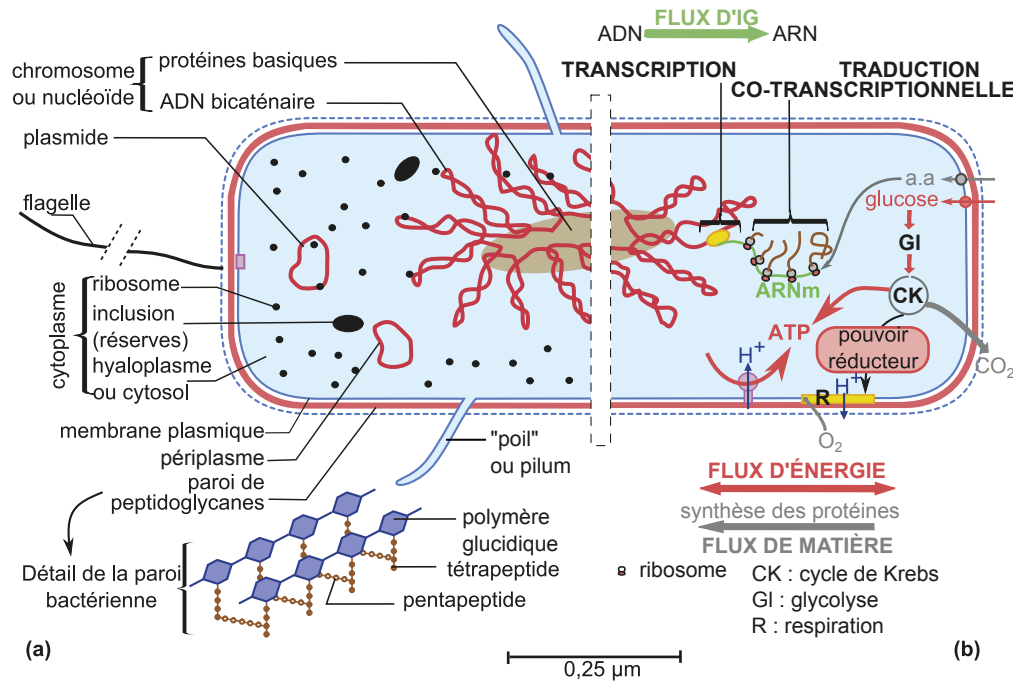 FLUX D'IG
ADN
ARN
TRANSCRIPTION
TRADUCTION
CO-TRANSCRIPTIONNELLE
chromosome
ou nucléoïde
protéines basiques
ADN bicaténaire
plasmide
flagelle
cytoplasme
ribosome
inclusion
(réserves)
hyaloplasme
ou cytosol
membrane plasmique
périplasme
paroi de
peptidoglycanes
"poil"
ou pilum
a.a
glucose
Gl
CK
ARNm
ATP
pouvoir
réducteur
H+
H+
R
O2
CO2
Détail de la paroi
bactérienne
polymère
glucidique
tétrapeptide
pentapeptide
FLUX D'ÉNERGIE
synthèse des protéines
FLUX DE MATIÈRE
ribosome
CK : cycle de Krebs
Gl : glycolyse
R : respiration
(a)
0,25 µm
(b)